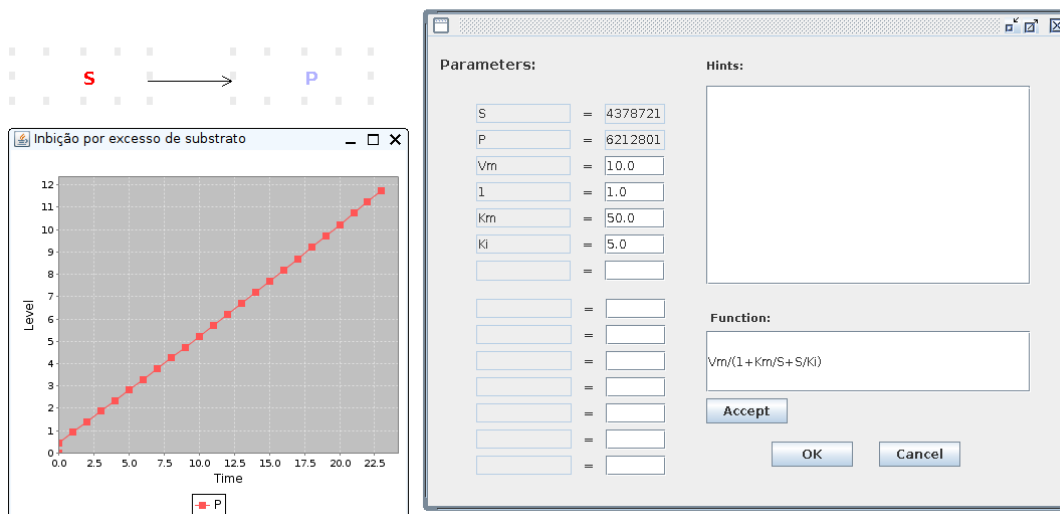 S
P
Inbição por excesso de substrato
12
11
10
9
8
7
6
5
4
3
2
1
0
Level
0.0 2.5 5.0 7.5 10.0 12.5 15.0 17.5 20.0 22.5
Time
P
Parameters:
S = 4378721
P = 6212801
Vm = 10.0
1 = 1.0
Km = 50.0
Ki = 5.0
=
=
=
=
=
=
=
=
Hints:
Function:
Vm/(1+Km/S+S/Ki)
Accept
OK
Cancel